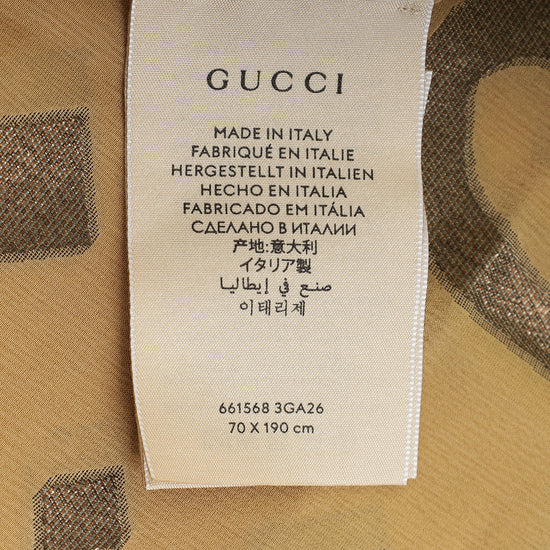 GUCCI
MADE IN ITALY
FABRIQUÉ EN ITALIE
HERGESTELLT IN ITALIEN
HECHO EN ITALIA
FABRICADO EM ITÁLIA
СДЕЛАНО В ИТАЛИИ
产地:意大利
イタリア製
صنع في إيطاليا
이태리제
661568 3GA26
70 X 190 cm